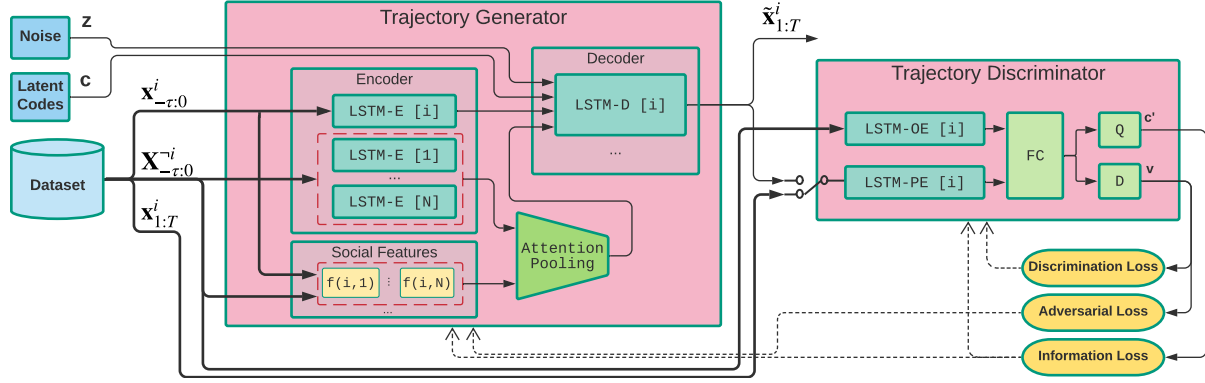 Noise
z
Latent
Codes
c
Dataset
x^i_{-τ:0}
X^{¬i}_{-τ:0}
x^i_{1:T}
Trajectory Generator
Encoder
LSTM-E [i]
LSTM-E [1]
...
LSTM-E [N]
Social Features
f(i,1)
...
f(i,N)
...
Attention
Pooling
Decoder
LSTM-D [i]
...
x̃^i_{1:T}
Trajectory Discriminator
LSTM-OE [i]
LSTM-PE [i]
FC
Q
D
c'
v
Discrimination Loss
Adversarial Loss
Information Loss